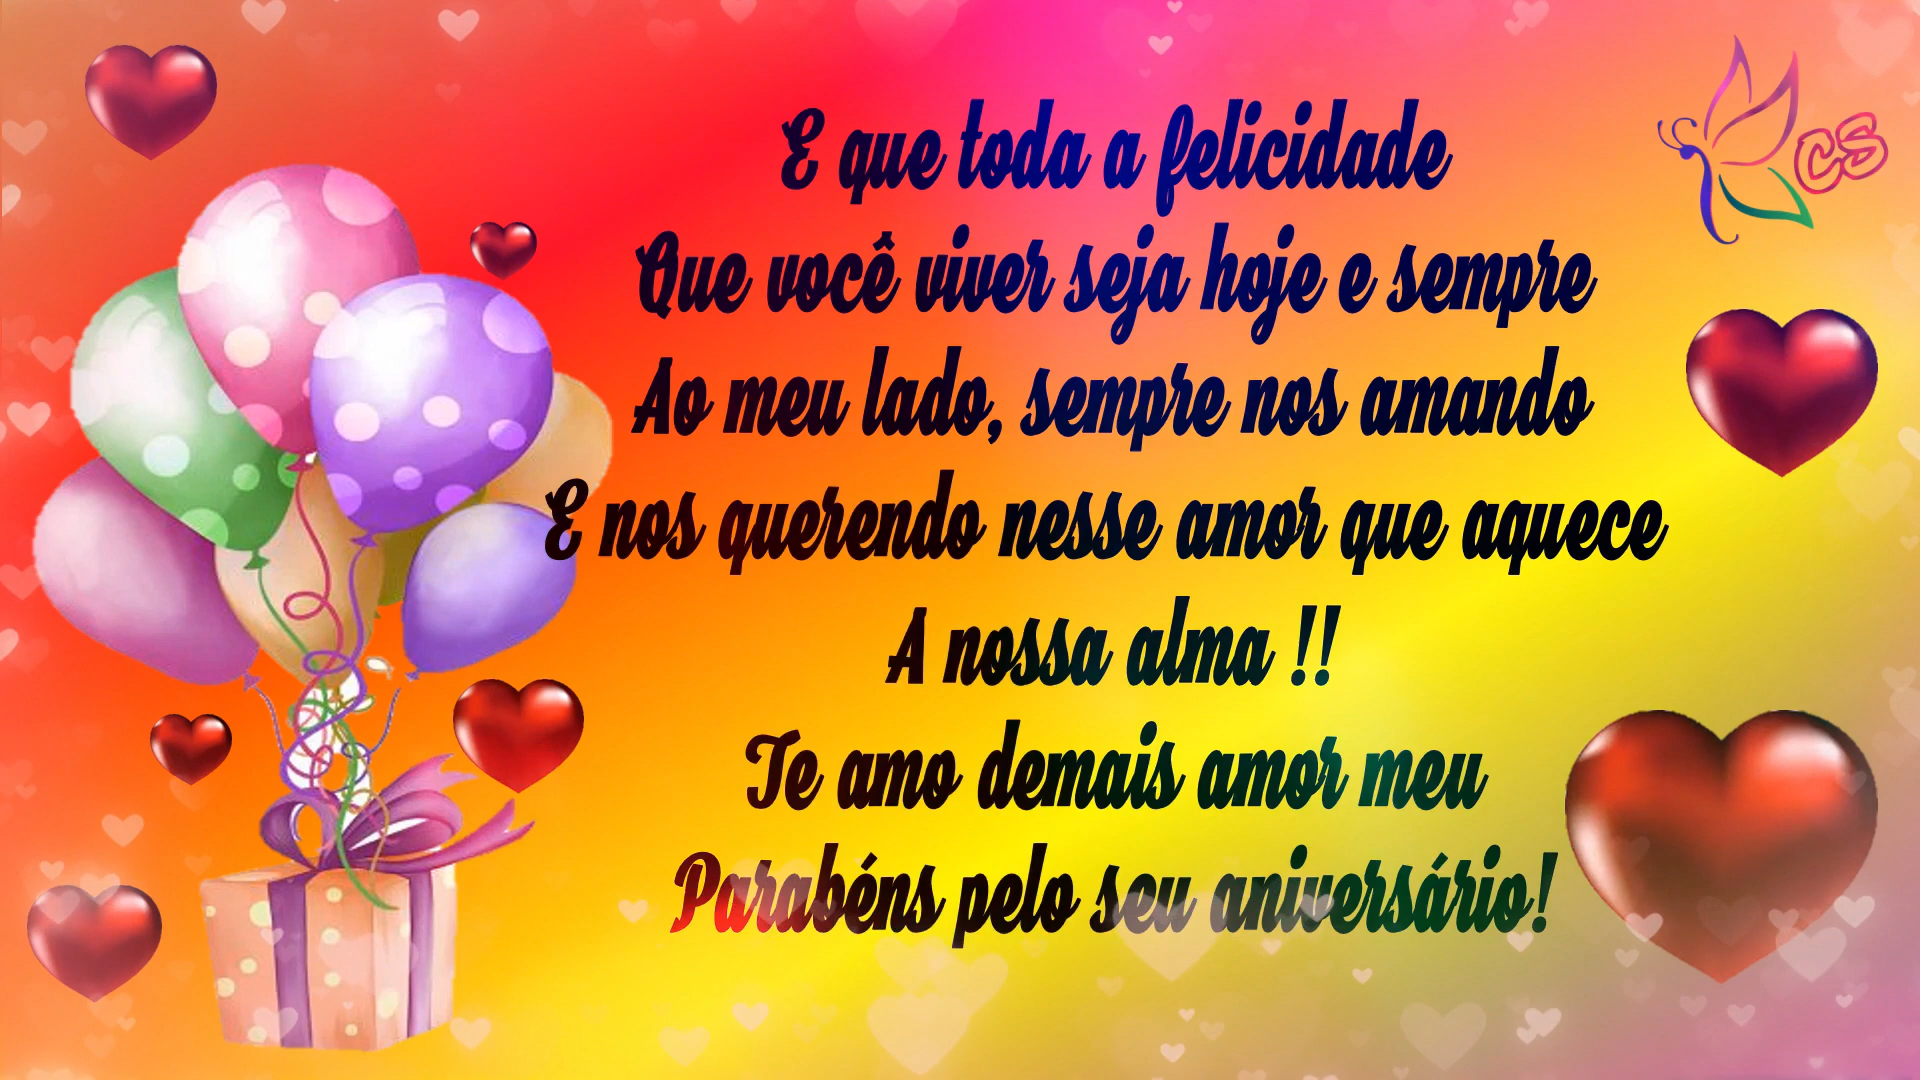 E que toda a felicidade
Que você viver seja hoje e sempre
Ao meu lado, sempre nos amando
E nos querendo nesse amor que aquece
A nossa alma !!
Te amo demais amor meu
Parabéns pelo seu aniversário!
CS